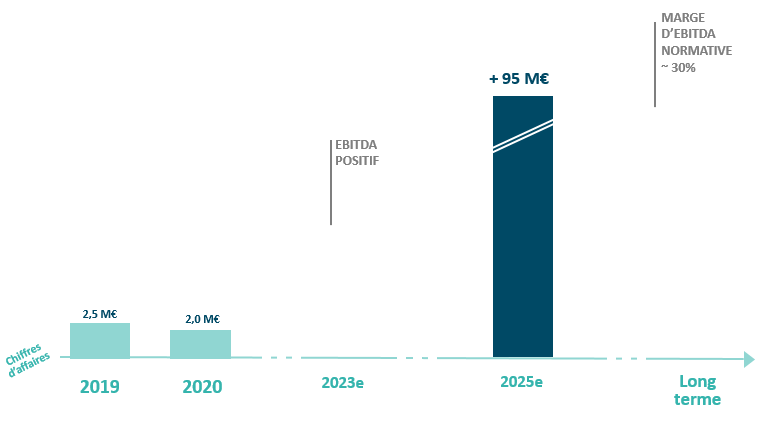 MARGE
D'EBITDA
NORMATIVE
~ 30%
+ 95 M€
EBITDA
POSITIF
2,5 M€
2,0 M€
Chiffres
d'affaires
2019
2020
2023e
2025e
Long
terme